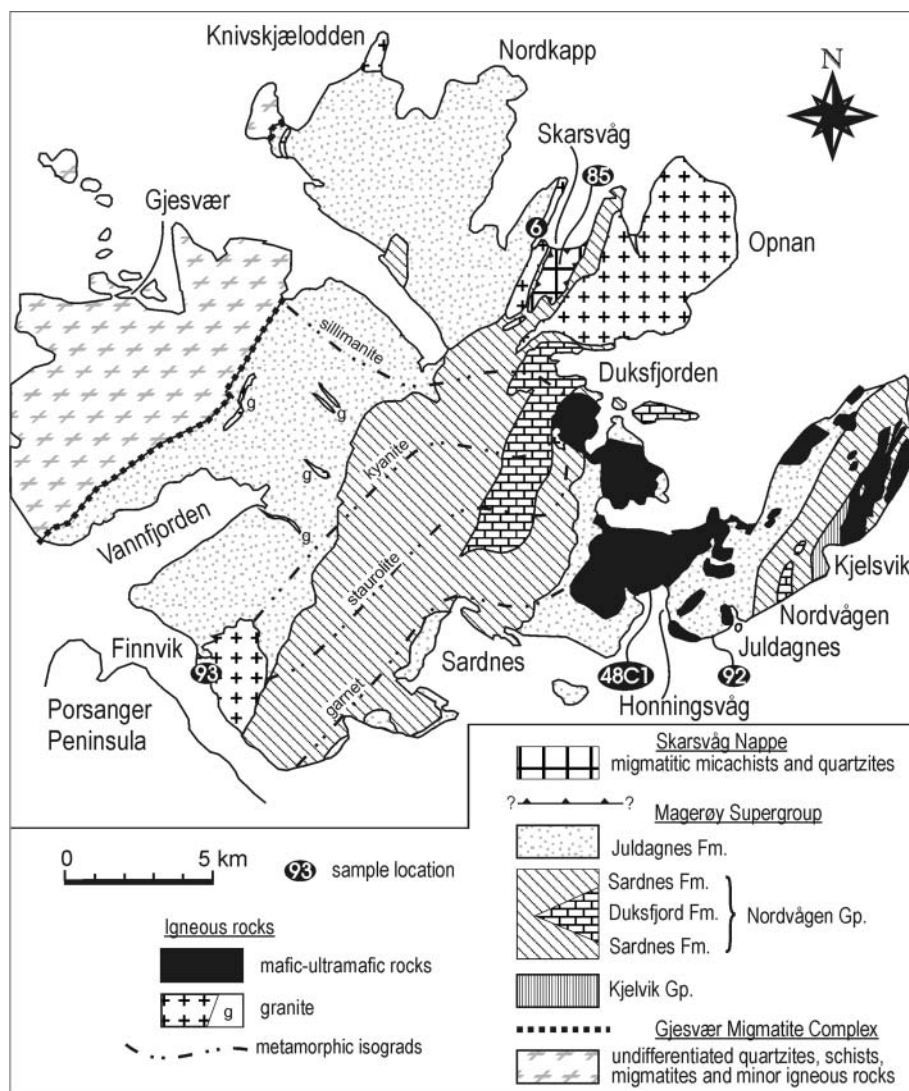 Knivskjælodden
Nordkapp
N
Skarsvåg
85
Gjesvær
6
Opnan
sillimanite
Duksfjorden
g
g
kyanite
g
Vannfjorden
g
staurolite
Kjelsvik
Nordvågen
Finnvik
Sardnes
Juldagnes
93
garnet
48C1
92
Porsanger
Peninsula
Honningsvåg
Skarsvåg Nappe
migmatitic micachists and quartzites
? ?
Magerøy Supergroup
0 5 km
93 sample location
Juldagnes Fm.
Sardnes Fm.
Duksfjord Fm.
Nordvågen Gp.
Sardnes Fm.
Igneous rocks
mafic-ultramafic rocks
Kjelvik Gp.
g granite
Gjesvær Migmatite Complex
metamorphic isograds
undifferentiated quartzites, schists,
migmatites and minor igneous rocks